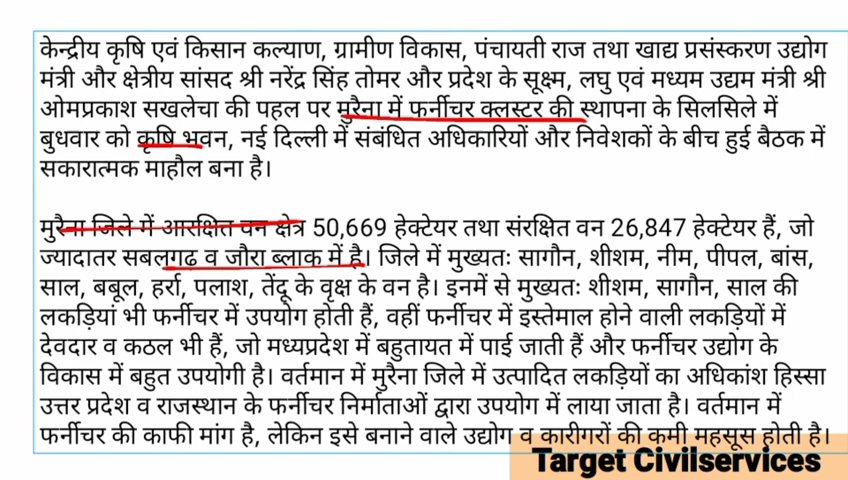 केन्द्रीय कृषि एवं किसान कल्याण, ग्रामीण विकास, पंचायती राज तथा खाद्य प्रसंस्करण उद्योग
मंत्री और क्षेत्रीय सांसद श्री नरेंद्र सिंह तोमर और प्रदेश के सूक्ष्म, लघु एवं मध्यम उद्यम मंत्री श्री
ओमप्रकाश सखलेचा की पहल पर मुरैना में फर्नीचर क्लस्टर की स्थापना के सिलसिले में
बुधवार को कृषि भवन, नई दिल्ली में संबंधित अधिकारियों और निवेशकों के बीच हुई बैठक में
सकारात्मक माहौल बना है।
मुरैना जिले में आरक्षित वन क्षेत्र 50,669 हेक्टेयर तथा संरक्षित वन 26,847 हेक्टेयर हैं, जो
ज्यादातर सबलगढ़ व जौरा ब्लाक में है। जिले में मुख्यतः सागौन, शीशम, नीम, पीपल, बांस,
साल, बबूल, हर्रा, पलाश, तेंदू के वृक्ष के वन है। इनमें से मुख्यतः शीशम, सागौन, साल की
लकड़ियां भी फर्नीचर में उपयोग होती हैं, वहीं फर्नीचर में इस्तेमाल होने वाली लकड़ियों में
देवदार व कठल भी हैं, जो मध्यप्रदेश में बहुतायत में पाई जाती हैं और फर्नीचर उद्योग के
विकास में बहुत उपयोगी है। वर्तमान में मुरैना जिले में उत्पादित लकड़ियों का अधिकांश हिस्सा
उत्तर प्रदेश व राजस्थान के फर्नीचर निर्माताओं द्वारा उपयोग में लाया जाता है। वर्तमान में
फर्नीचर की काफी मांग है, लेकिन इसे बनाने वाले उद्योग व कारीगरों की कमी महसूस होती है।
Target Civilservices